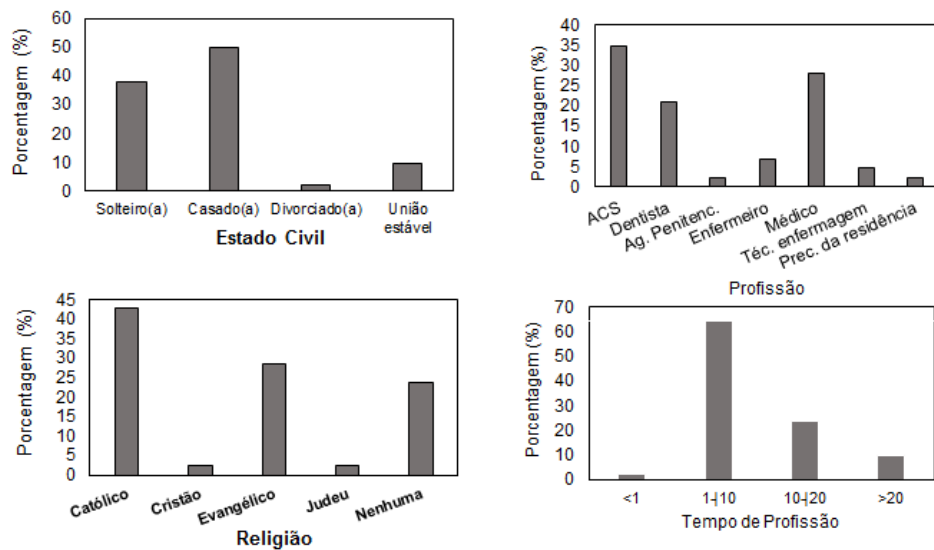 Porcentagem (%)
60
50
40
30
20
10
0
Solteiro(a) Casado(a) Divorciado(a) União
estável
Estado Civil
Porcentagem (%)
40
35
30
25
20
15
10
5
0
ACS
Dentista
Ag. Penitenc.
Enfermeiro
Médico
Téc. enfermagem
Prec. da residência
Profissão
Porcentagem (%)
45
40
35
30
25
20
15
10
5
0
Católico
Cristão
Evangélico
Judeu
Nenhuma
Religião
Porcentagem (%)
70
60
50
40
30
20
10
0
<1 1-|10 10-|20 >20
Tempo de Profissão